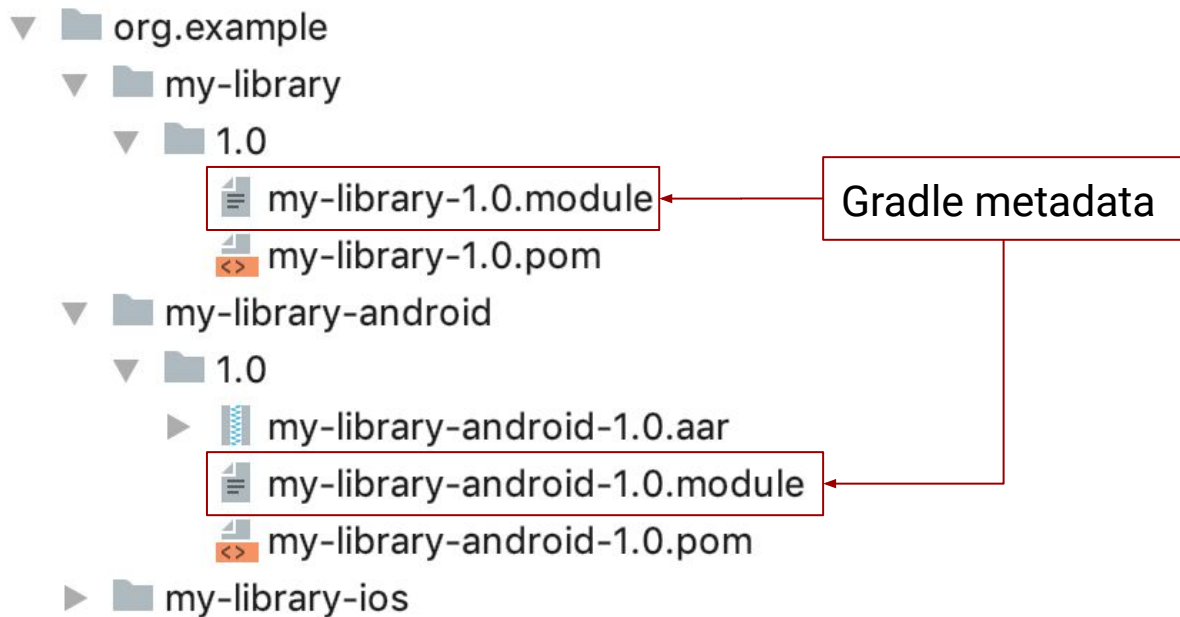 org.example
my-library
1.0
my-library-1.0.module
Gradle metadata
my-library-1.0.pom
my-library-android
1.0
my-library-android-1.0.aar
my-library-android-1.0.module
my-library-android-1.0.pom
my-library-ios